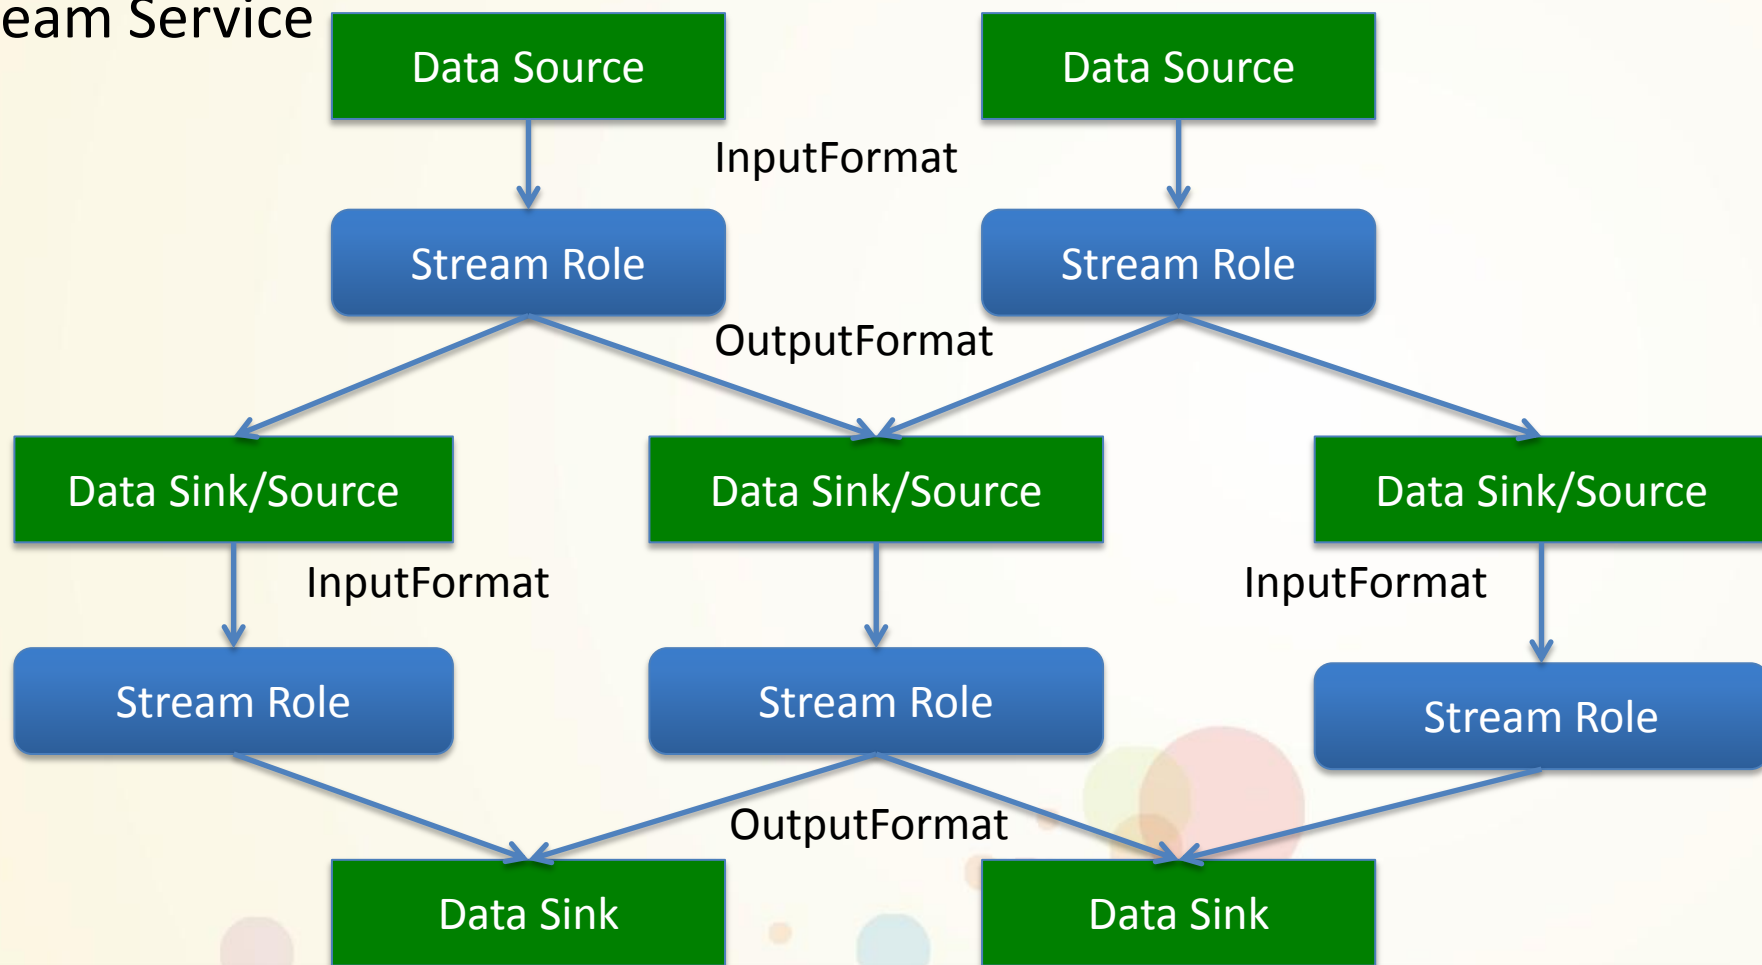 eam Service
Data Source
Data Source
InputFormat
Stream Role
Stream Role
OutputFormat
Data Sink/Source
Data Sink/Source
Data Sink/Source
InputFormat
InputFormat
Stream Role
Stream Role
Stream Role
OutputFormat
Data Sink
Data Sink